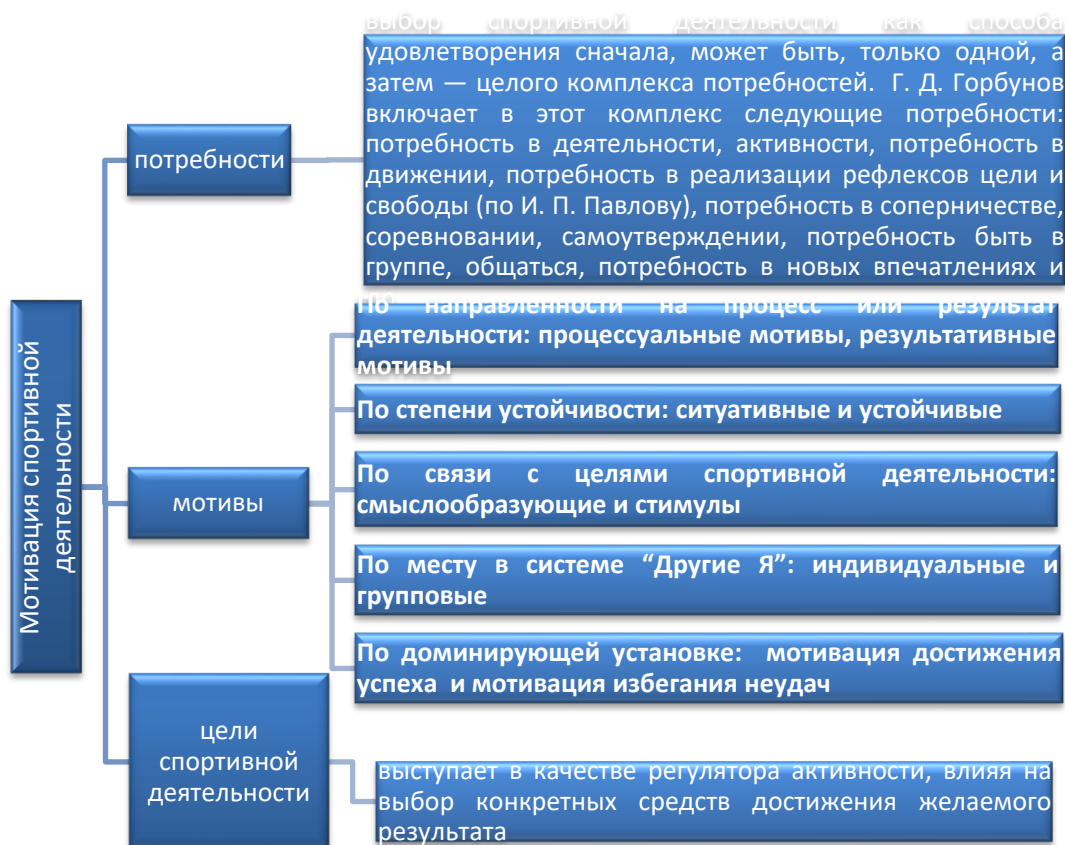 Мотивация спортивной
деятельности
потребности
выбор спортивной деятельности как способа
удовлетворения сначала, может быть, только одной, а
затем — целого комплекса потребностей. Г. Д. Горбунов
включает в этот комплекс следующие потребности:
потребность в деятельности, активности, потребность в
движении, потребность в реализации рефлексов цели и
свободы (по И. П. Павлову), потребность в соперничестве,
соревновании, самоутверждении, потребность быть в
группе, общаться, потребность в новых впечатлениях и
мотивы
По направленности на процесс или результат
деятельности: процессуальные мотивы, результативные
мотивы
По степени устойчивости: ситуативные и устойчивые
По связи с целями спортивной деятельности:
смыслообразующие и стимулы
По месту в системе “Другие Я”: индивидуальные и
групповые
По доминирующей установке: мотивация достижения
успеха и мотивация избегания неудач
цели
спортивной
деятельности
выступает в качестве регулятора активности, влияя на
выбор конкретных средств достижения желаемого
результата